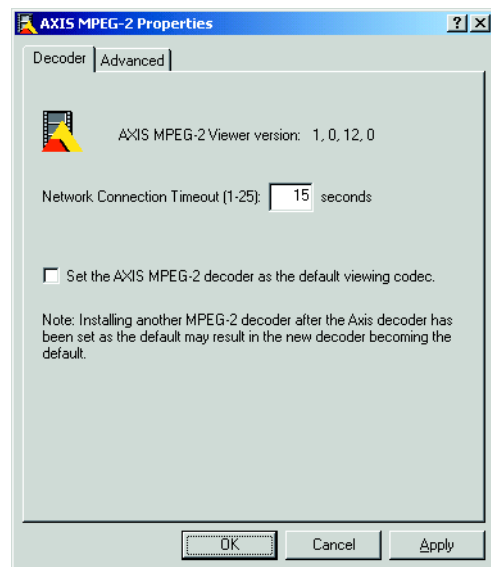 AXIS MPEG-2 Properties ? X
Decoder Advanced
AXIS MPEG-2 Viewer version: 1, 0, 12, 0
Network Connection Timeout (1-25): 15 seconds
Set the AXIS MPEG-2 decoder as the default viewing codec.
Note: Installing another MPEG-2 decoder after the Axis decoder has
been set as the default may result in the new decoder becoming the
default.
OK Cancel Apply